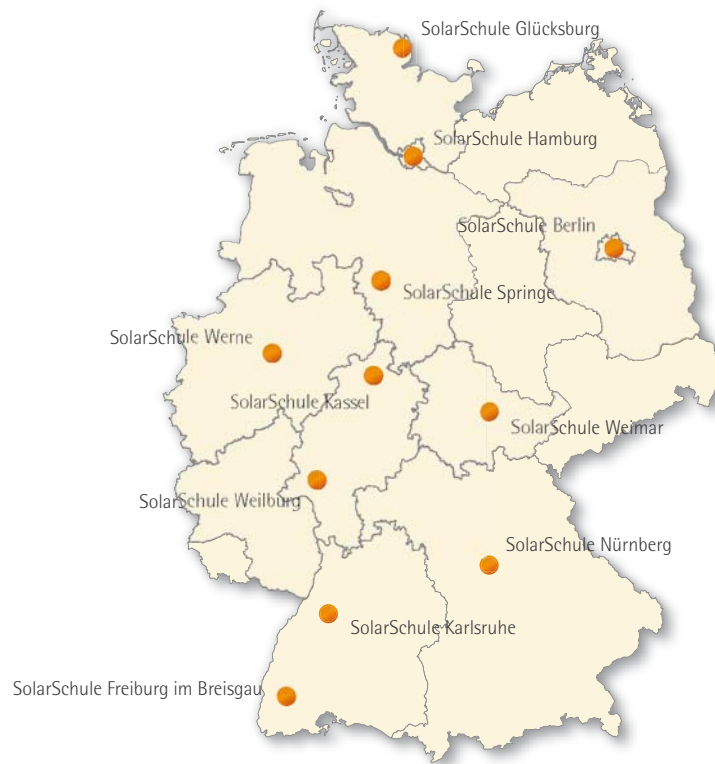 SolarSchule Glücksburg
SolarSchule Hamburg
SolarSchule Berlin
SolarSchule Springe
SolarSchule Werne
SolarSchule Kassel
SolarSchule Weimar
SolarSchule Weilburg
SolarSchule Nürnberg
SolarSchule Karlsruhe
SolarSchule Freiburg im Breisgau